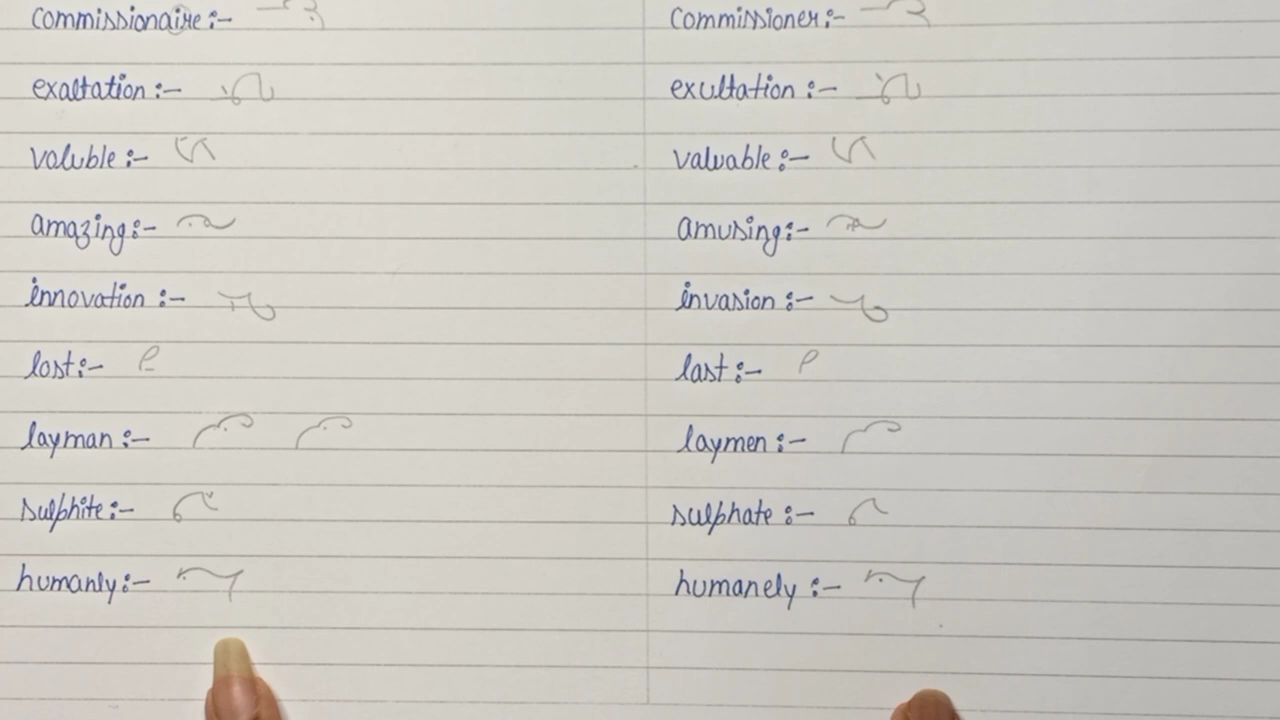 commissionaire :- commissioner :-
exaltation :- exultation :-
voluble :- valuable :-
amazing :- amusing :-
innovation :- invasion :-
lost :- last :-
layman :- laymen :-
sulphite :- sulphate :-
humanly :- humanely :-